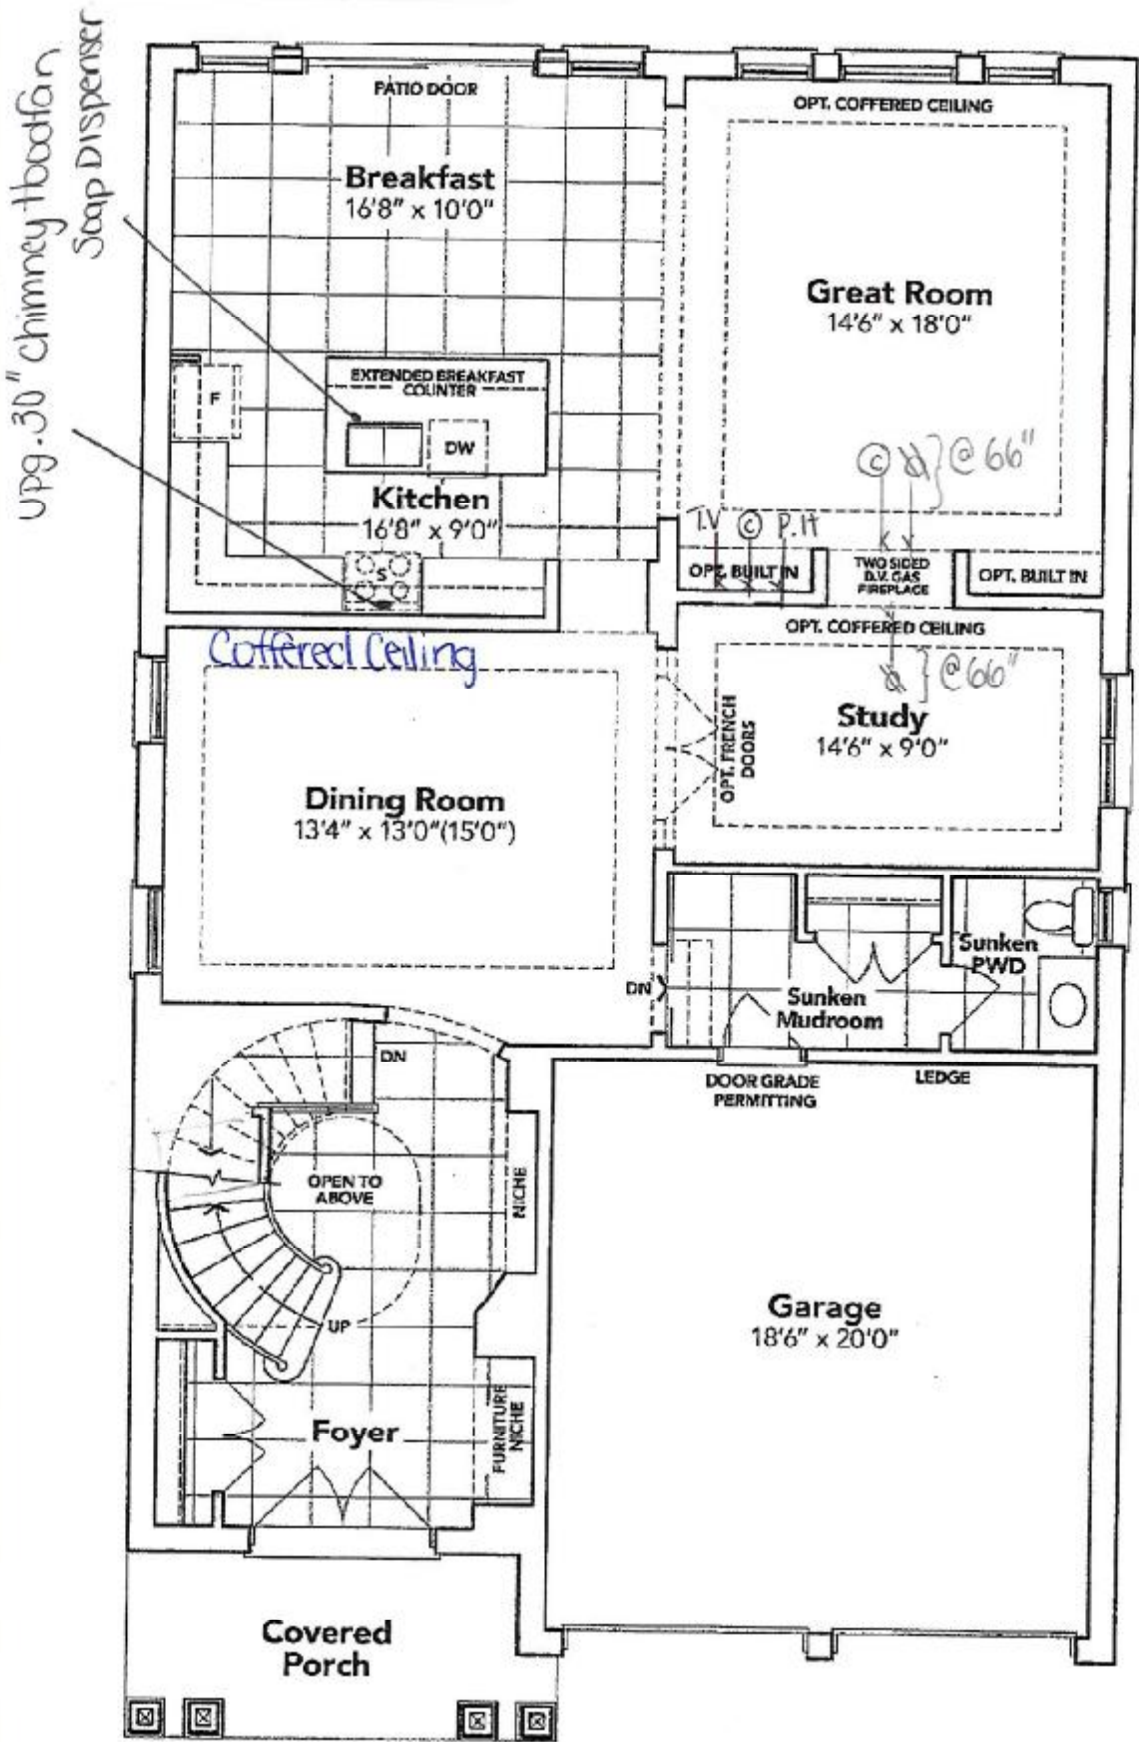 Upg. 30" Chimney Hoodfan
Soap Dispenser
PATIO DOOR
OPT. COFFERED CEILING
Breakfast
16'8" x 10'0"
Great Room
14'6" x 18'0"
EXTENDED BREAKFAST
COUNTER
F
DW
© @ 66"
Kitchen
16'8" x 9'0"
T.V © P.H
S
OPT. BUILT IN
TWO SIDED
D.V. GAS
FIREPLACE
OPT. BUILT IN
OPT. COFFERED CEILING
Coffered Ceiling
@ 66"
Study
14'6" x 9'0"
OPT. FRENCH
DOORS
Dining Room
13'4" x 13'0"(15'0")
Sunken
PWD
DN
Sunken
Mudroom
DN
DOOR GRADE
PERMITTING
LEDGE
OPEN TO
ABOVE
NICHE
UP
Garage
18'6" x 20'0"
Foyer
FURNITURE
NICHE
Covered
Porch